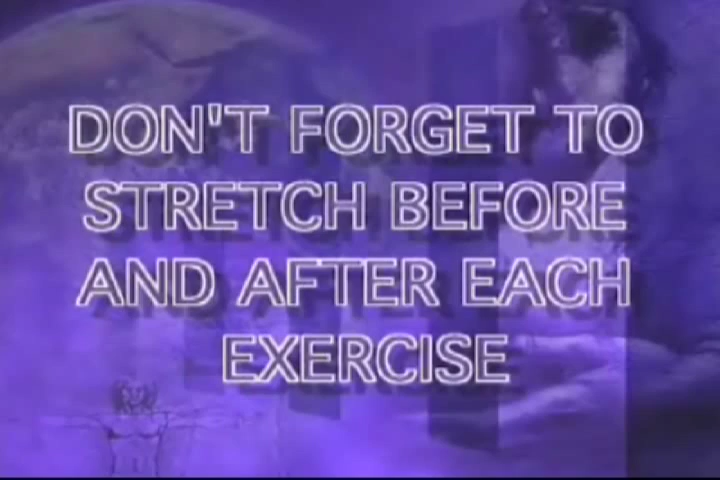 DON'T FORGET TO
STRETCH BEFORE
AND AFTER EACH
EXERCISE